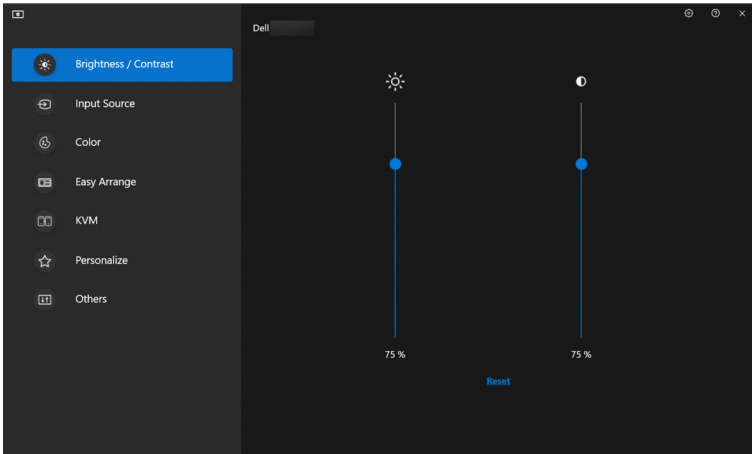 Dell
Brightness / Contrast
Input Source
Color
Easy Arrange
KVM
Personalize
Others
75 %
75 %
Reset